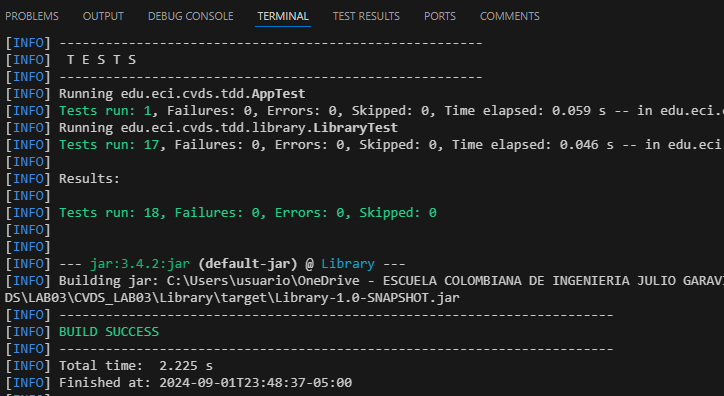 PROBLEMS OUTPUT DEBUG CONSOLE TERMINAL TEST RESULTS PORTS COMMENTS
[INFO] -------------------------------------------------------
[INFO]  T E S T S
[INFO] -------------------------------------------------------
[INFO] Running edu.eci.cvds.tdd.AppTest
[INFO] Tests run: 1, Failures: 0, Errors: 0, Skipped: 0, Time elapsed: 0.059 s -- in edu.eci.
[INFO] Running edu.eci.cvds.tdd.library.LibraryTest
[INFO] Tests run: 17, Failures: 0, Errors: 0, Skipped: 0, Time elapsed: 0.046 s -- in edu.eci
[INFO]
[INFO] Results:
[INFO]
[INFO] Tests run: 18, Failures: 0, Errors: 0, Skipped: 0
[INFO]
[INFO]
[INFO] --- jar:3.4.2:jar (default-jar) @ Library ---
[INFO] Building jar: C:\Users\usuario\OneDrive - ESCUELA COLOMBIANA DE INGENIERIA JULIO GARAVI
DS\LAB03\CVDS_LAB03\Library\target\Library-1.0-SNAPSHOT.jar
[INFO] ------------------------------------------------------------------------
[INFO] BUILD SUCCESS
[INFO] ------------------------------------------------------------------------
[INFO] Total time:  2.225 s
[INFO] Finished at: 2024-09-01T23:48:37-05:00